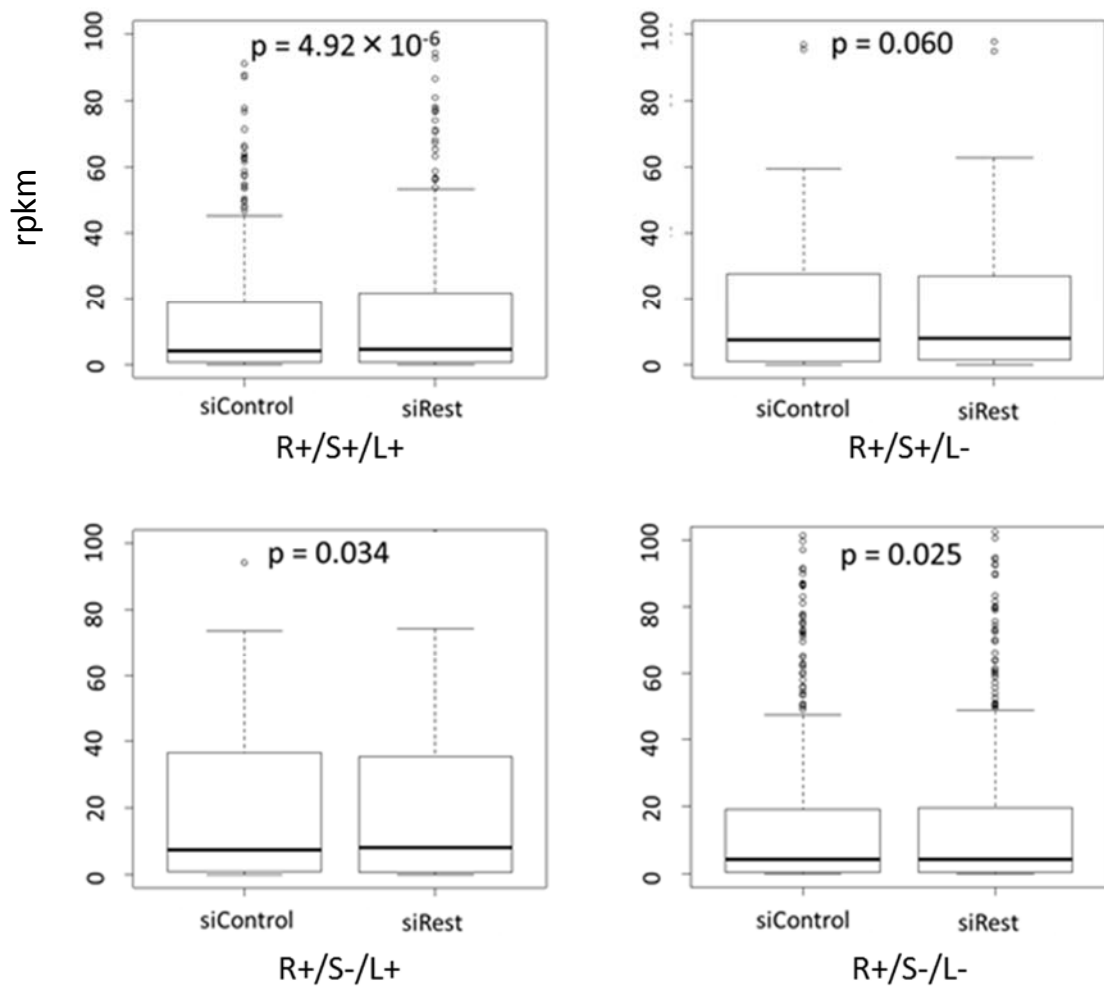 p = 4.92 × 10-6
rpkm
100
80
60
40
20
0
siControl siRest
R+/S+/L+
p = 0.060
100
80
60
40
20
0
siControl siRest
R+/S+/L-
p = 0.034
100
80
60
40
20
0
siControl siRest
R+/S-/L+
p = 0.025
100
80
60
40
20
0
siControl siRest
R+/S-/L-